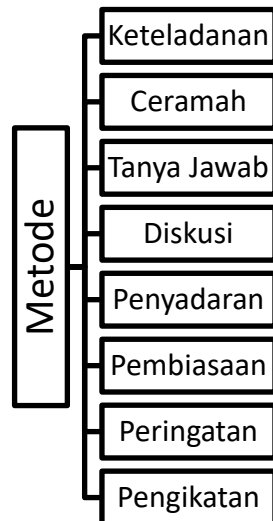 Metode
Keteladanan
Ceramah
Tanya Jawab
Diskusi
Penyadaran
Pembiasaan
Peringatan
Pengikatan